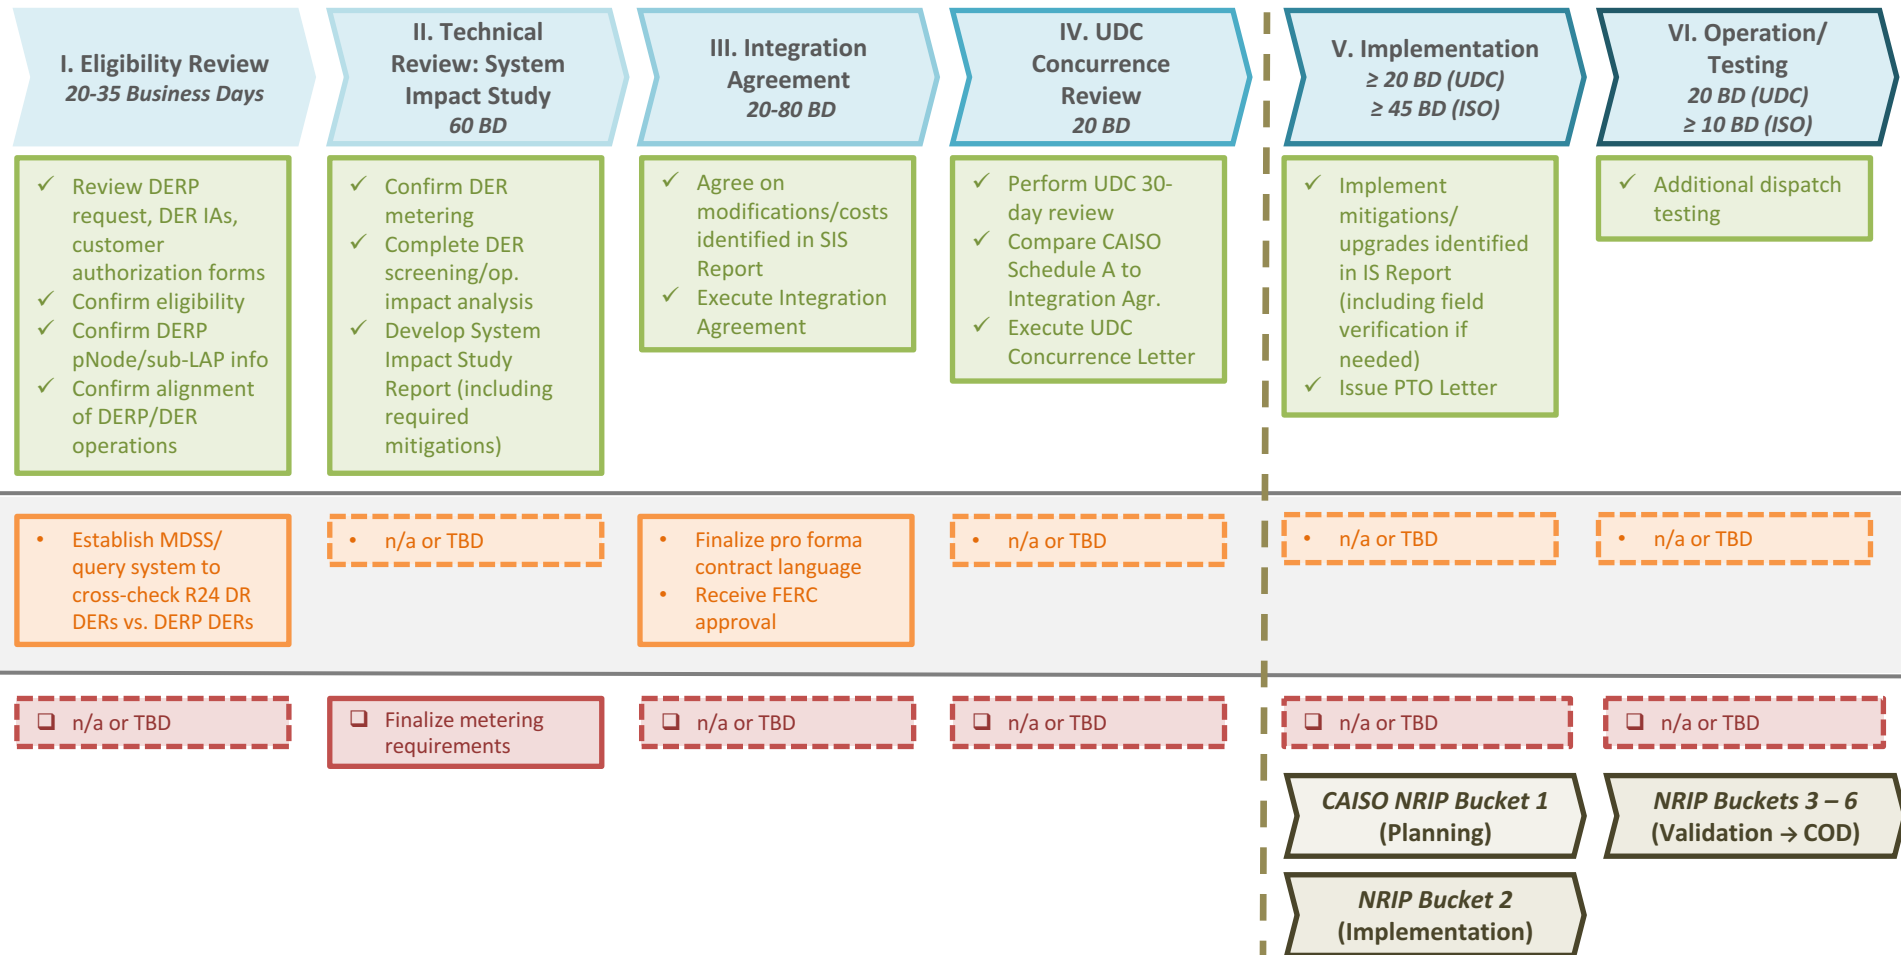 I. Eligibility Review
20-35 Business Days
II. Technical
Review: System
Impact Study
60 BD
III. Integration
Agreement
20-80 BD
IV. UDC
Concurrence
Review
20 BD
V. Implementation
≥ 20 BD (UDC)
≥ 45 BD (ISO)
VI. Operation/
Testing
20 BD (UDC)
≥ 10 BD (ISO)
✓ Review DERP
request, DER IAs,
customer
authorization forms
✓ Confirm eligibility
✓ Confirm DERP
pNode/sub-LAP info
✓ Confirm alignment
of DERP/DER
operations
✓ Confirm DER
metering
✓ Complete DER
screening/op.
impact analysis
✓ Develop System
Impact Study
Report (including
required
mitigations)
✓ Agree on
modifications/costs
identified in SIS
Report
✓ Execute Integration
Agreement
✓ Perform UDC 30-
day review
✓ Compare CAISO
Schedule A to
Integration Agr.
✓ Execute UDC
Concurrence Letter
✓ Implement
mitigations/
upgrades identified
in IS Report
(including field
verification if
needed)
✓ Issue PTO Letter
✓ Additional dispatch
testing
• Establish MDSS/
query system to
cross-check R24 DR
DERs vs. DERP DERs
• n/a or TBD
• Finalize pro forma
contract language
• Receive FERC
approval
• n/a or TBD
• n/a or TBD
• n/a or TBD
❑ n/a or TBD
❑ Finalize metering
requirements
❑ n/a or TBD
❑ n/a or TBD
❑ n/a or TBD
❑ n/a or TBD
CAISO NRIP Bucket 1
(Planning)
NRIP Buckets 3 – 6
(Validation → COD)
NRIP Bucket 2
(Implementation)